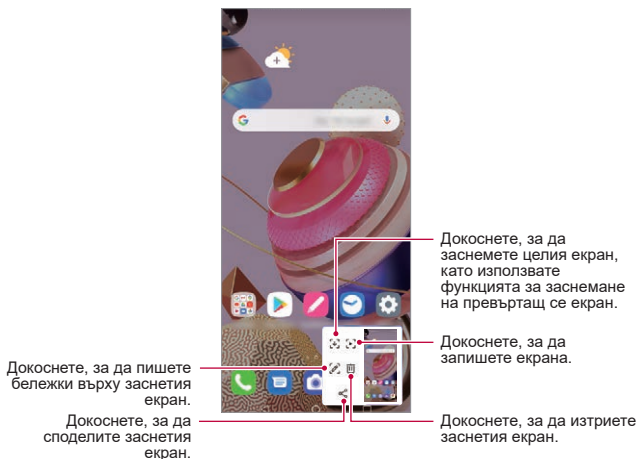 Докоснете, за да
заснемете целия екран,
като използвате
функцията за заснемане
на превъртащ се екран.
Докоснете, за да
запишете екрана.
Докоснете, за да пишете
бележки върху заснетия
екран.
Докоснете, за да
споделите заснетия
екран.
Докоснете, за да изтриете
заснетия екран.